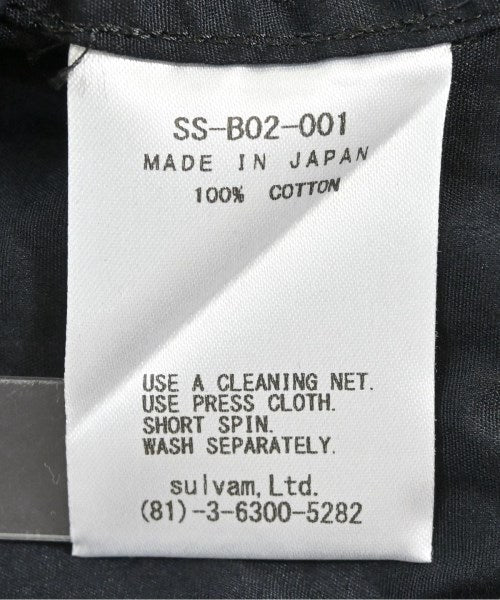 SS-B02-001
MADE IN JAPAN
100% COTTON
USE A CLEANING NET.
USE PRESS CLOTH.
SHORT SPIN.
WASH SEPARATELY.
sulvam,Ltd.
(81)-3-6300-5282